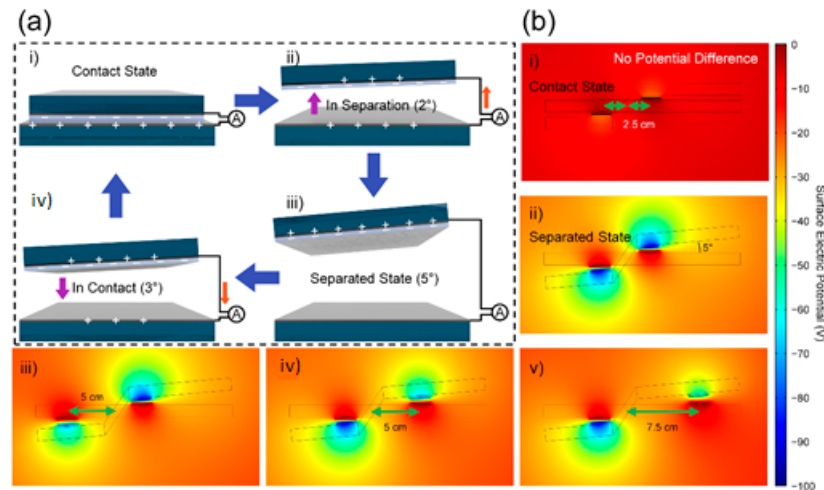 (a)
i)
Contact State
A
ii)
In Separation (2°)
A
iii)
Separated State (5°)
A
iv)
In Contact (3°)
A
(b)
i)
No Potential Difference
Contact State
2.5 cm
ii)
Separated State
5°
iii)
5 cm
iv)
5 cm
v)
7.5 cm
0
−10
−20
−30
−40
−50
−60
−70
−80
−90
−100
Surface Electric Potential (V)